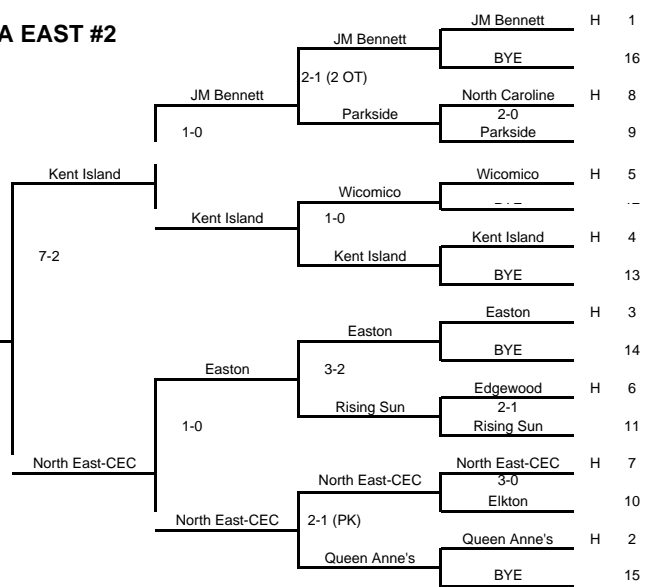 A EAST #2
JM Bennett H 1
JM Bennett
BYE 16
2-1 (2 OT)
JM Bennett
North Caroline H 8
Parkside
2-0
1-0
Parkside 9
Kent Island
Wicomico H 5
Wicomico
Kent Island
1-0
Kent Island H 4
7-2
Kent Island
BYE 13
Easton H 3
Easton
BYE 14
Easton
3-2
Edgewood H 6
Rising Sun
2-1
1-0
Rising Sun 11
North East-CEC
North East-CEC H 7
North East-CEC
3-0
Elkton 10
North East-CEC
2-1 (PK)
Queen Anne's H 2
Queen Anne's
BYE 15